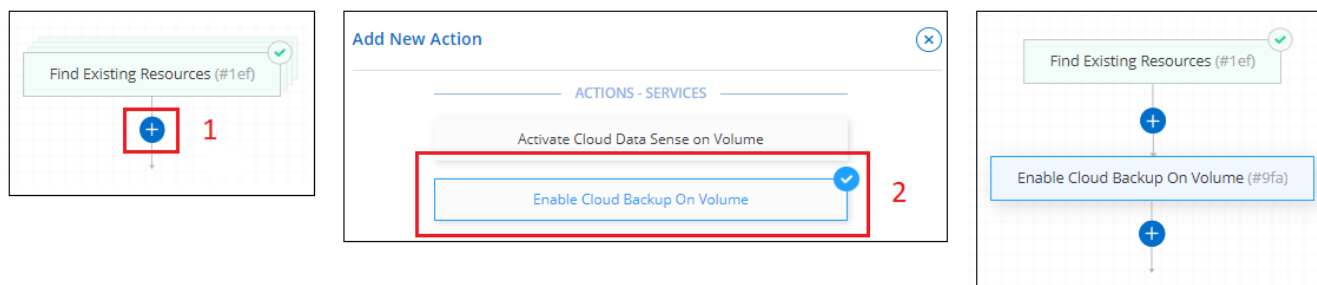 Find Existing Resources (#1ef)
1
Add New Action
ACTIONS - SERVICES
Activate Cloud Data Sense on Volume
Enable Cloud Backup On Volume
2
Find Existing Resources (#1ef)
Enable Cloud Backup On Volume (#9fa)